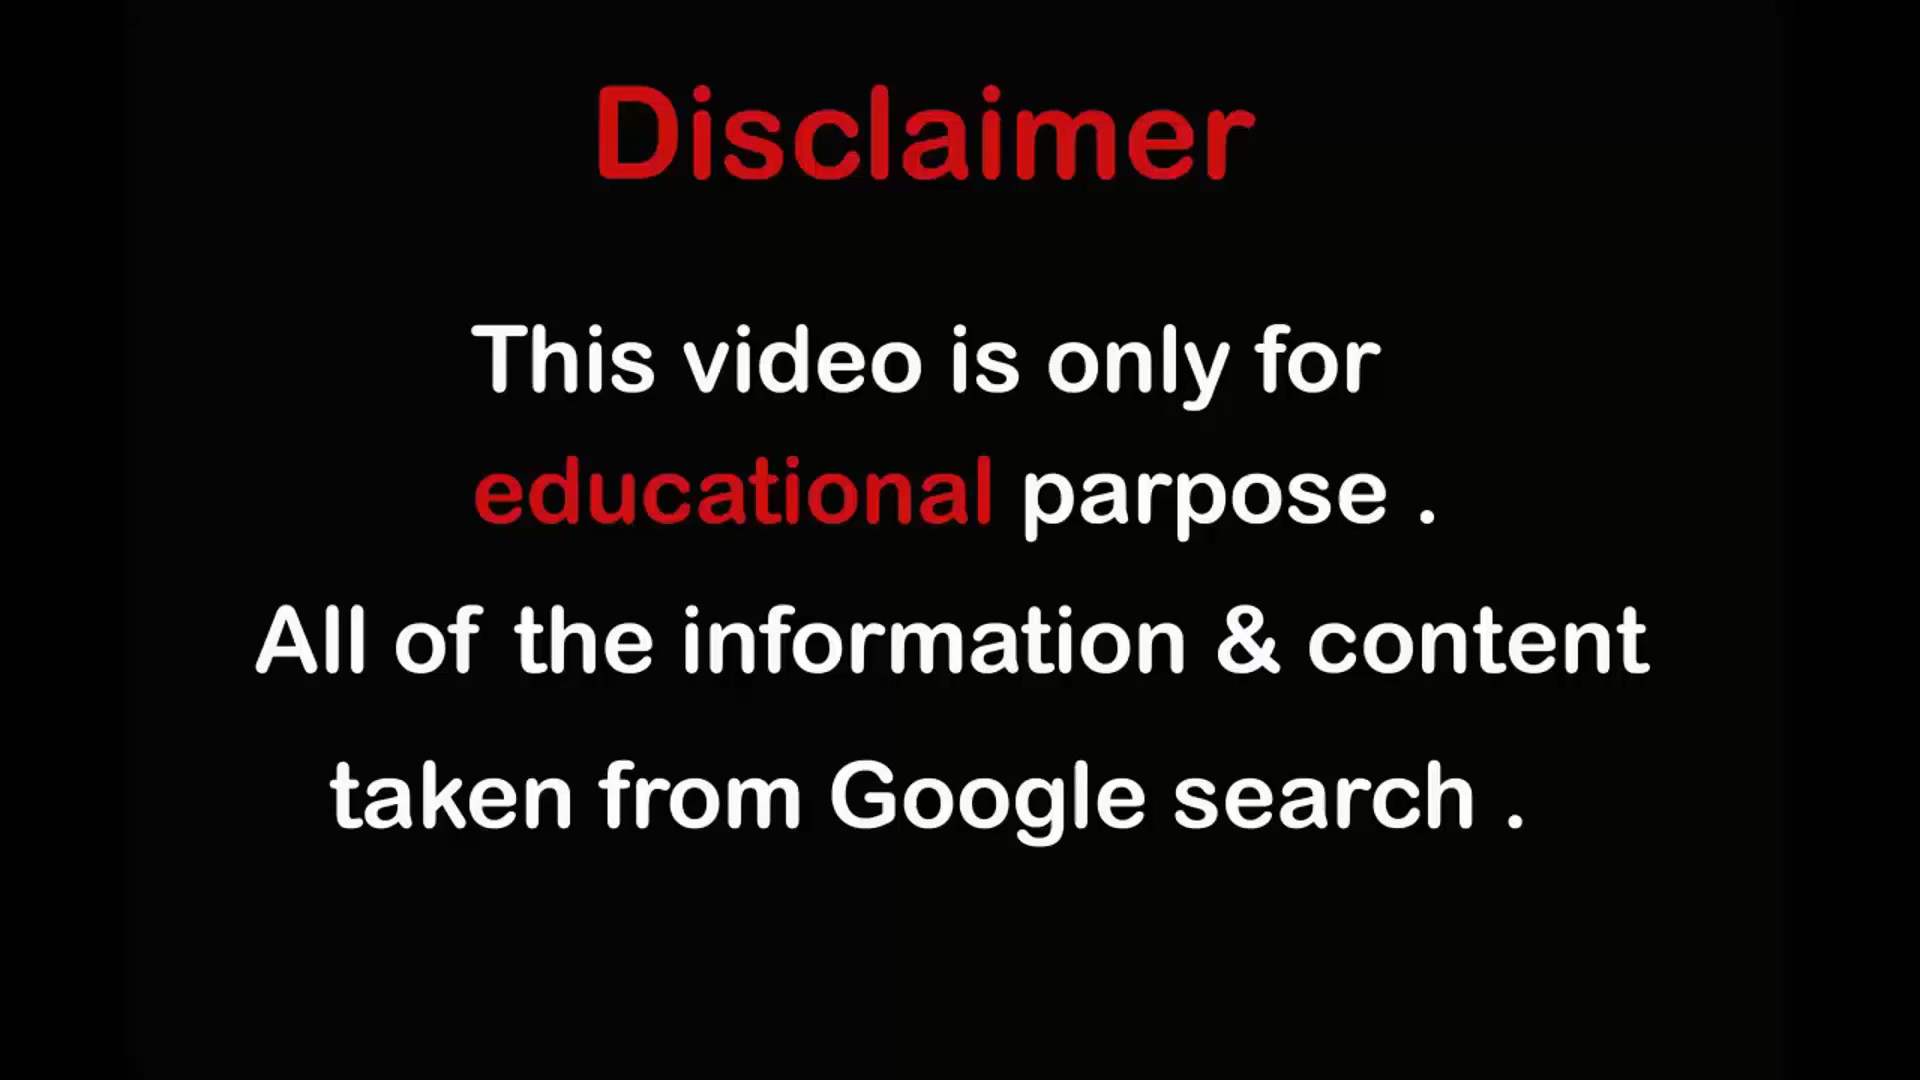 Disclaimer
This video is only for
educational parpose .
All of the information & content
taken from Google search .